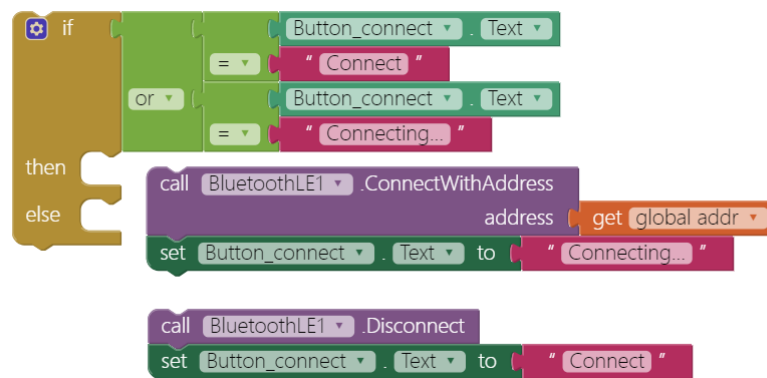 if Button_connect . Text
= " Connect "
or Button_connect . Text
= " Connecting... "
then
call BluetoothLE1 .ConnectWithAddress
else
address get global addr
set Button_connect . Text to " Connecting... "
call BluetoothLE1 .Disconnect
set Button_connect . Text to " Connect "